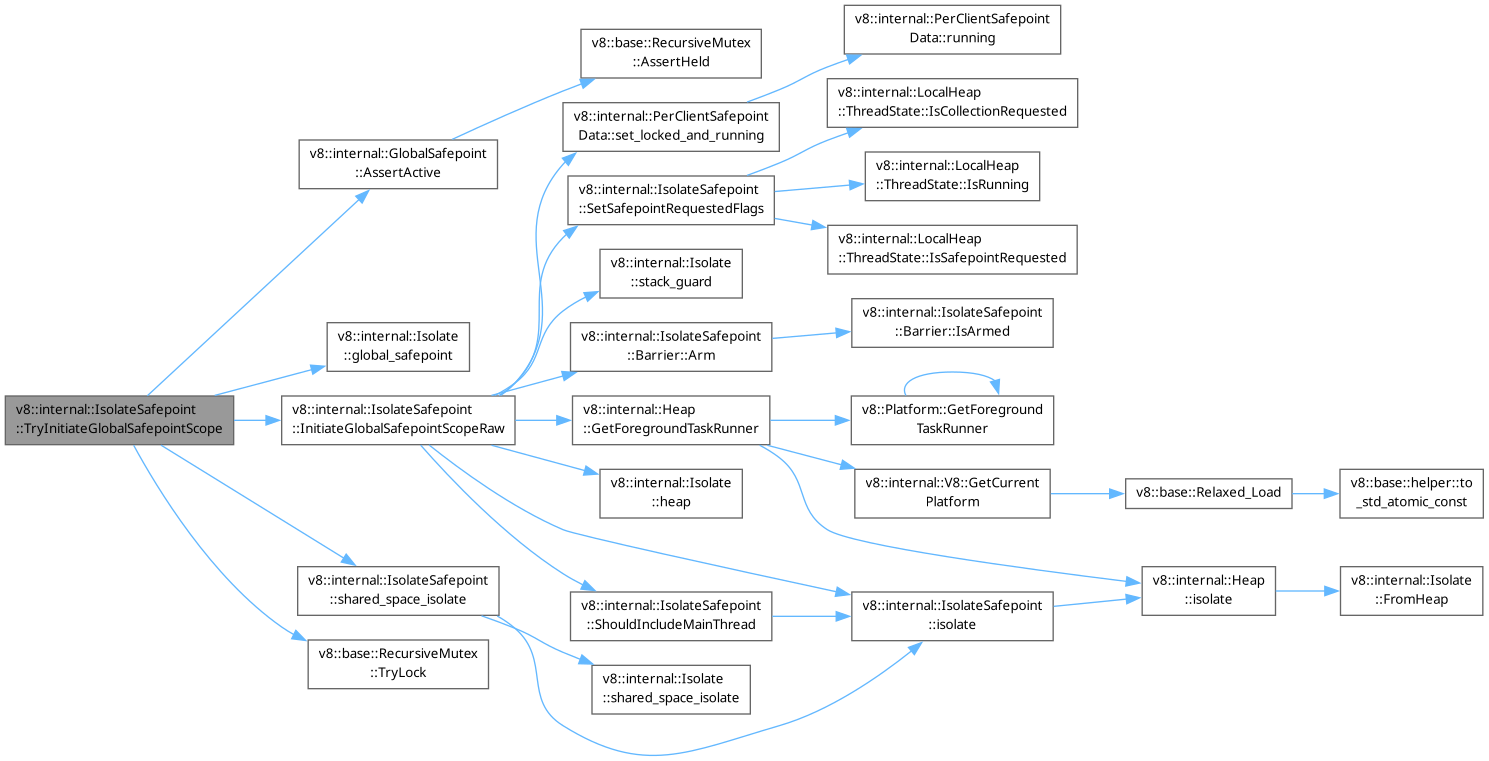 v8::internal::IsolateSafepoint
::TryInitiateGlobalSafepointScope
v8::internal::GlobalSafepoint
::AssertActive
v8::base::RecursiveMutex
::AssertHeld
v8::internal::Isolate
::global_safepoint
v8::internal::IsolateSafepoint
::InitiateGlobalSafepointScopeRaw
v8::internal::PerClientSafepoint
Data::set_locked_and_running
v8::internal::PerClientSafepoint
Data::running
v8::internal::IsolateSafepoint
::SetSafepointRequestedFlags
v8::internal::LocalHeap
::ThreadState::IsCollectionRequested
v8::internal::LocalHeap
::ThreadState::IsRunning
v8::internal::LocalHeap
::ThreadState::IsSafepointRequested
v8::internal::Isolate
::stack_guard
v8::internal::IsolateSafepoint
::Barrier::Arm
v8::internal::IsolateSafepoint
::Barrier::IsArmed
v8::internal::Heap
::GetForegroundTaskRunner
v8::Platform::GetForeground
TaskRunner
v8::internal::V8::GetCurrent
Platform
v8::base::Relaxed_Load
v8::base::helper::to
_std_atomic_const
v8::internal::Isolate
::heap
v8::internal::IsolateSafepoint
::ShouldIncludeMainThread
v8::internal::IsolateSafepoint
::isolate
v8::internal::Heap
::isolate
v8::internal::Isolate
::FromHeap
v8::internal::IsolateSafepoint
::shared_space_isolate
v8::internal::Isolate
::shared_space_isolate
v8::base::RecursiveMutex
::TryLock